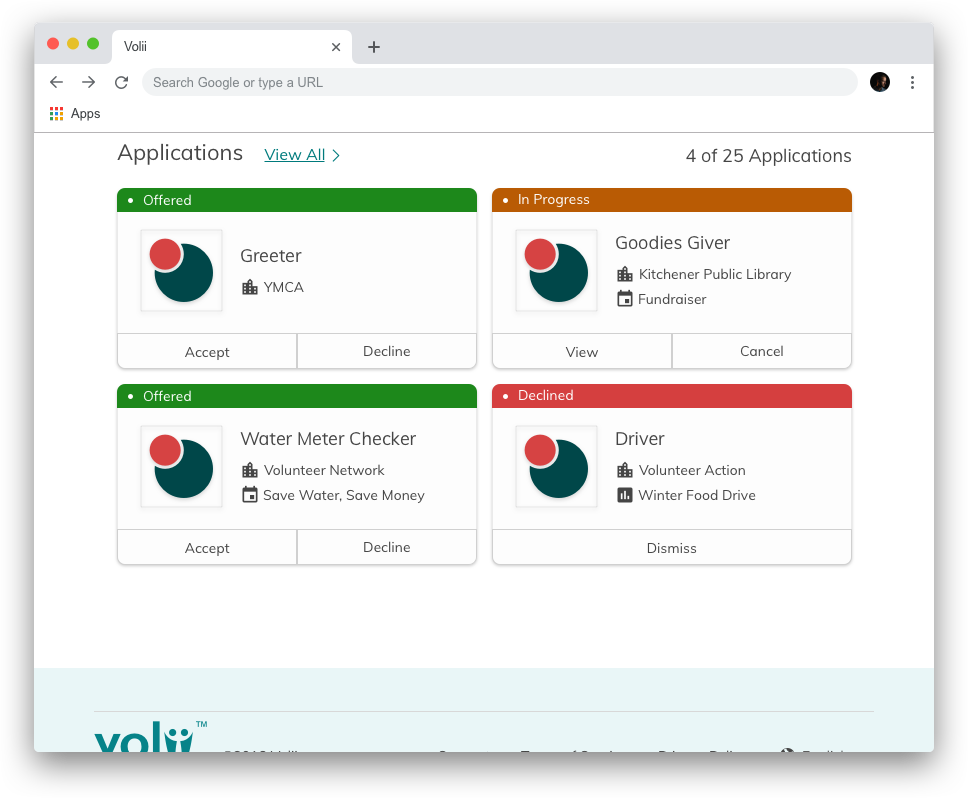 Volii
Search Google or type a URL
Apps
Applications View All 4 of 25 Applications
Offered
Greeter
YMCA
Accept Decline
In Progress
Goodies Giver
Kitchener Public Library
Fundraiser
View Cancel
Offered
Water Meter Checker
Volunteer Network
Save Water, Save Money
Accept Decline
Declined
Driver
Volunteer Action
Winter Food Drive
Dismiss
volii™